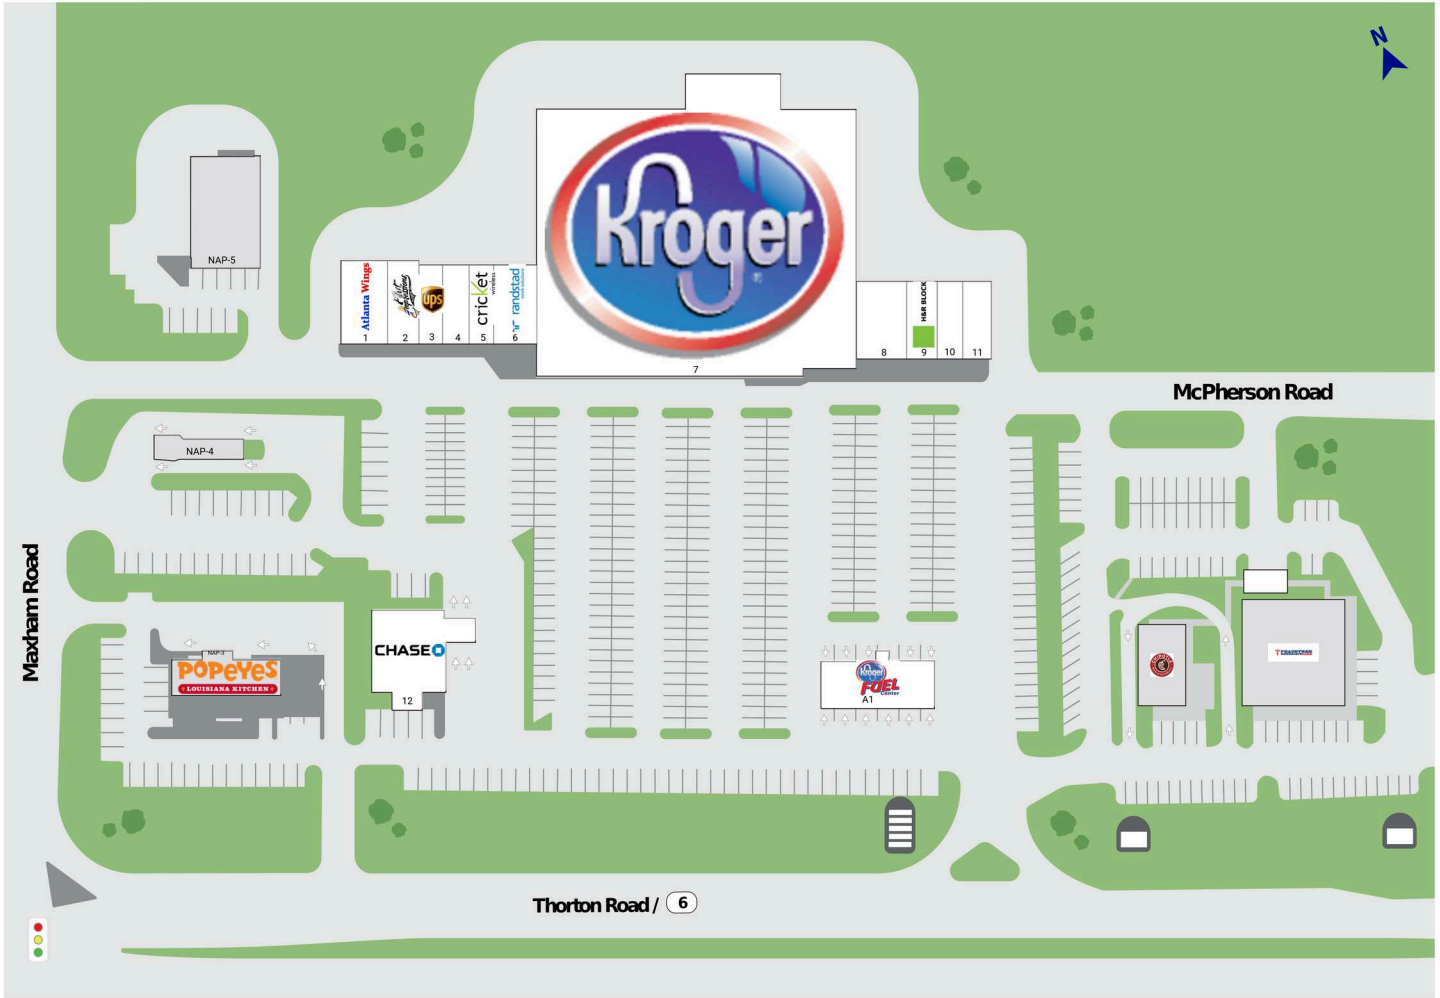 N
Kroger
®
NAP-5
Atlanta Wings
ups
cricket
wireless
randstad
H&R BLOCK
1
2
3
4
5
6
7
8
9
10
11
McPherson Road
NAP-4
Maxham Road
NAP-3
POPEYES
LOUISIANA KITCHEN
CHASE
12
Kroger
FUEL
Center
A1
Thorton Road / 6